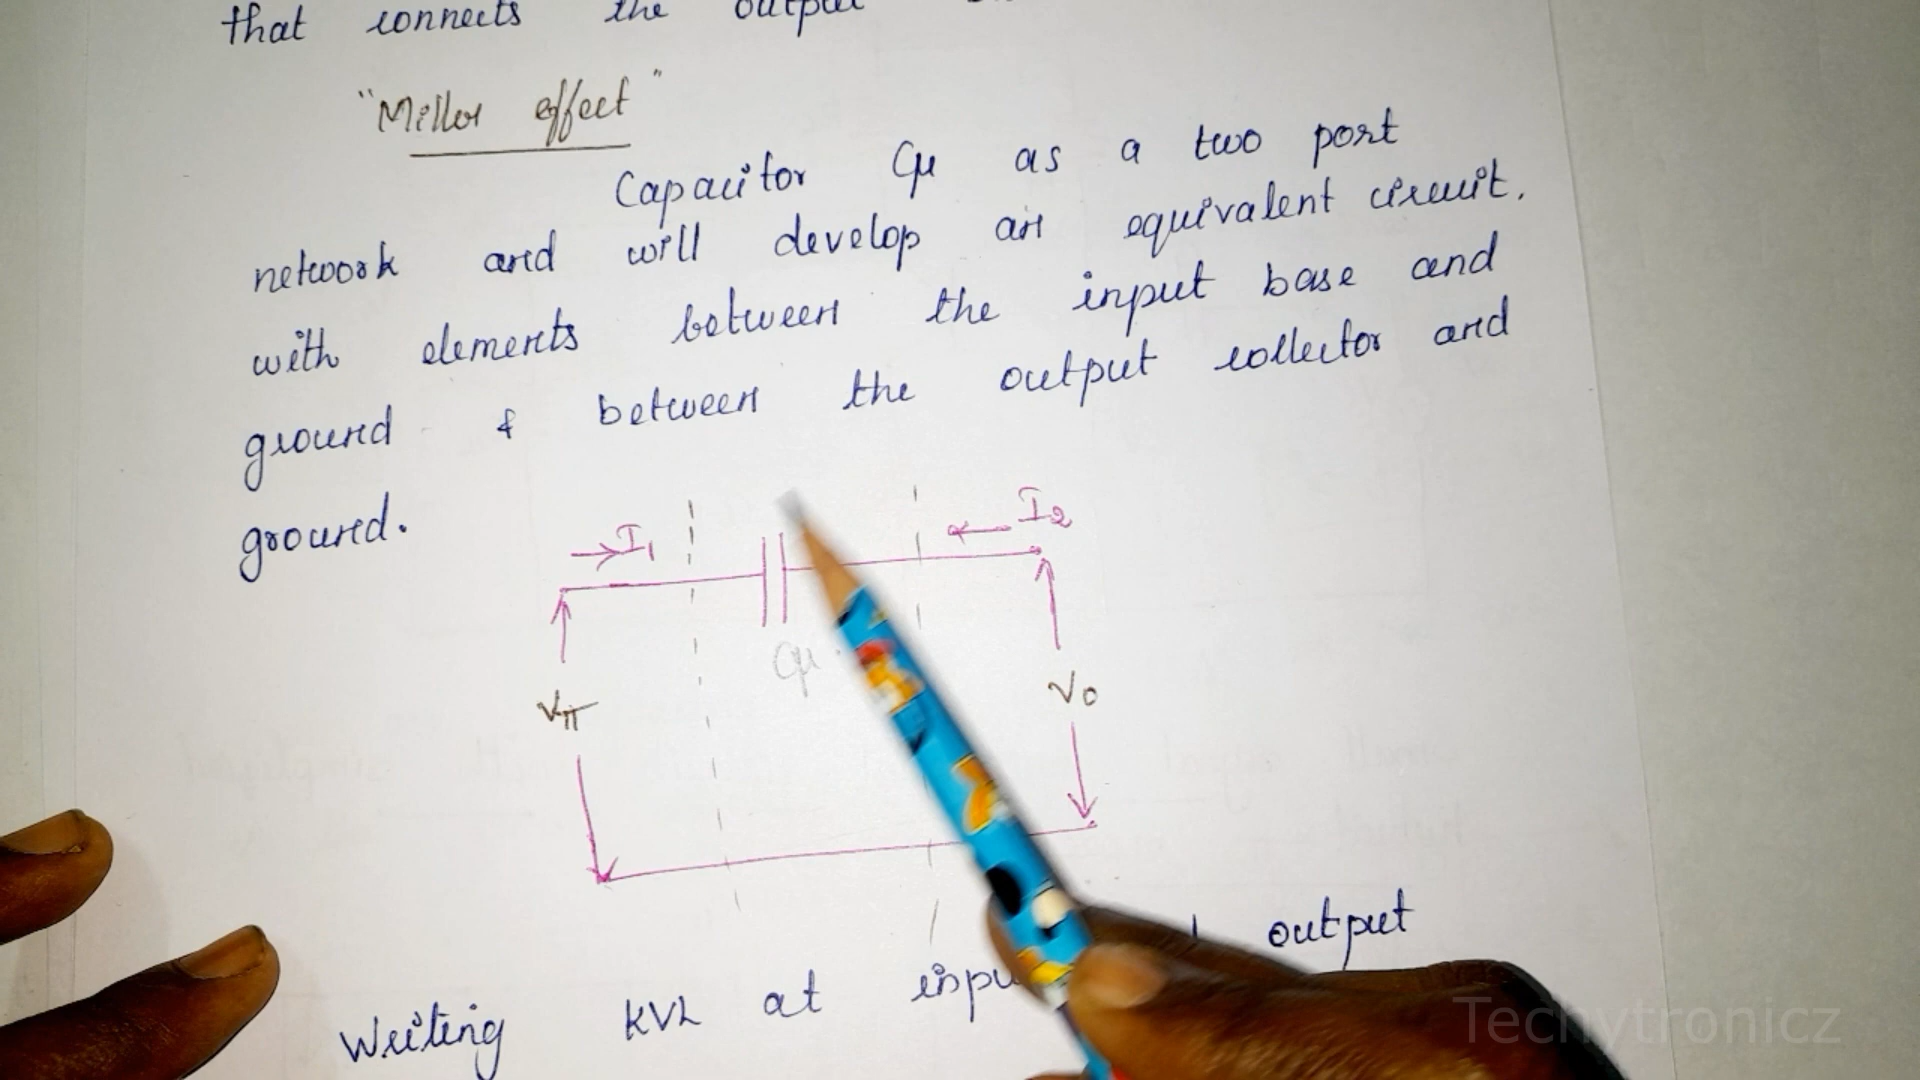 that connects the output
"Miller effect"
Capacitor Cμ as a two port
network and will develop an equivalent circuit.
with elements between the input base and
ground & between the output collector and
ground.
I1
I2
Cμ
Vπ
Vo
output
Writing KVL at inpu
Techytronicz